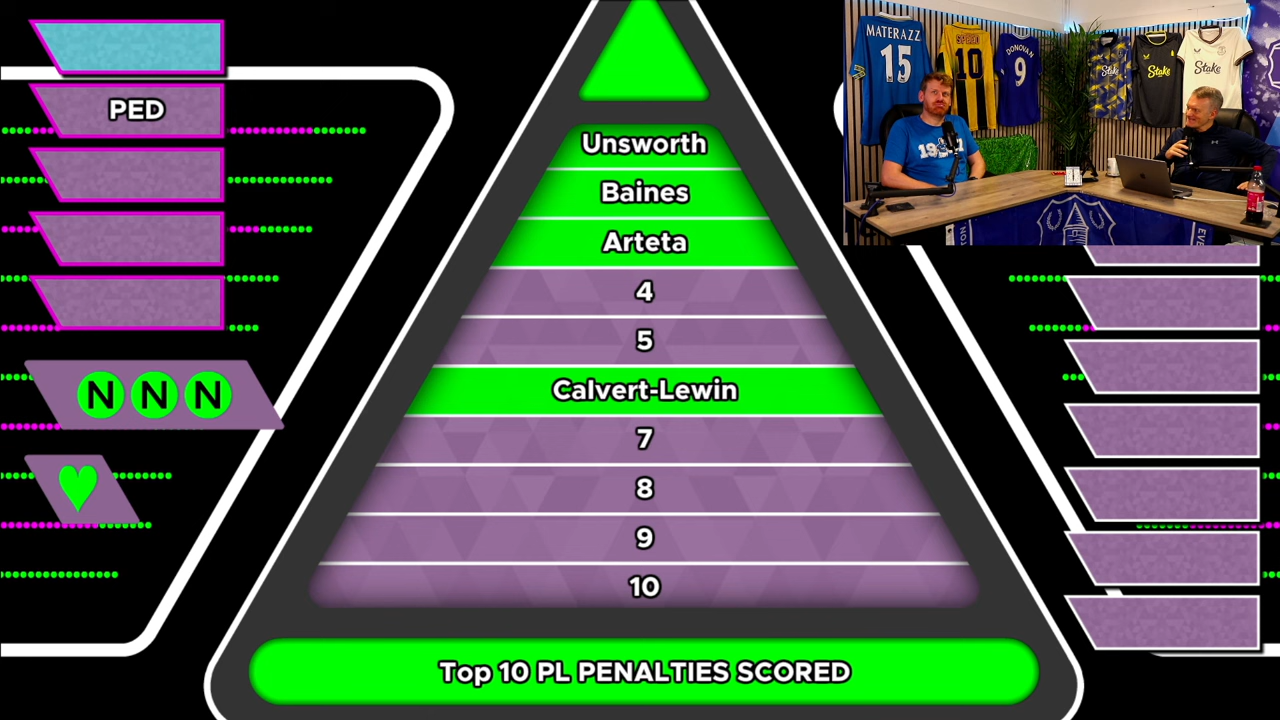 PED
N N N
Unsworth
Baines
Arteta
4
5
Calvert-Lewin
7
8
9
10
Top 10 PL PENALTIES SCORED
MATERAZZ
15
SPEED
10
DONOVAN
9
Stake
Stake
Stake